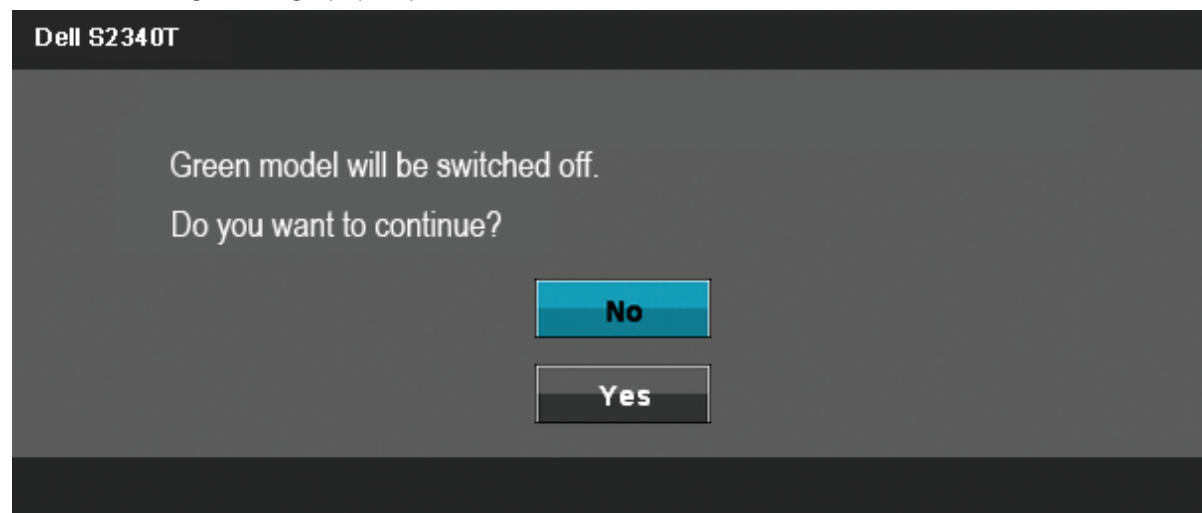 Dell S2340T
Green model will be switched off.
Do you want to continue?
No
Yes